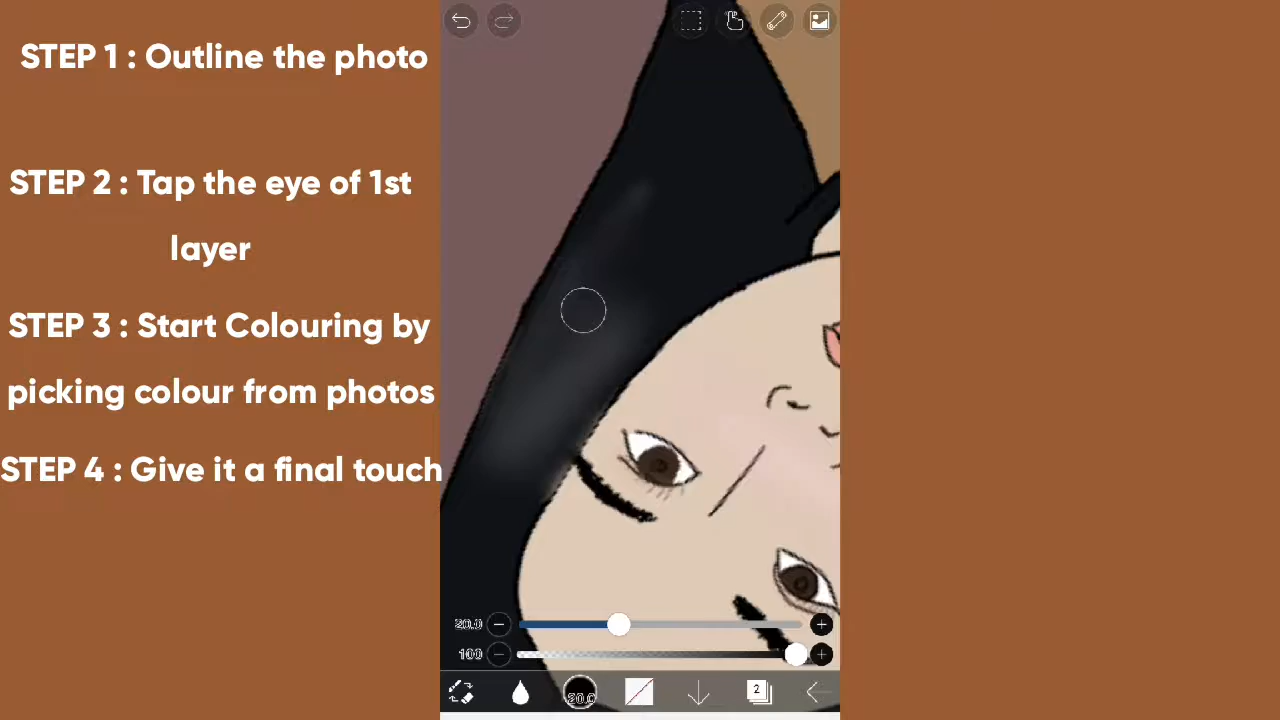 STEP 1 : Outline the photo
STEP 2 : Tap the eye of 1st
layer
STEP 3 : Start Colouring by
picking colour from photos
STEP 4 : Give it a final touch
20.0
100
20.0
2